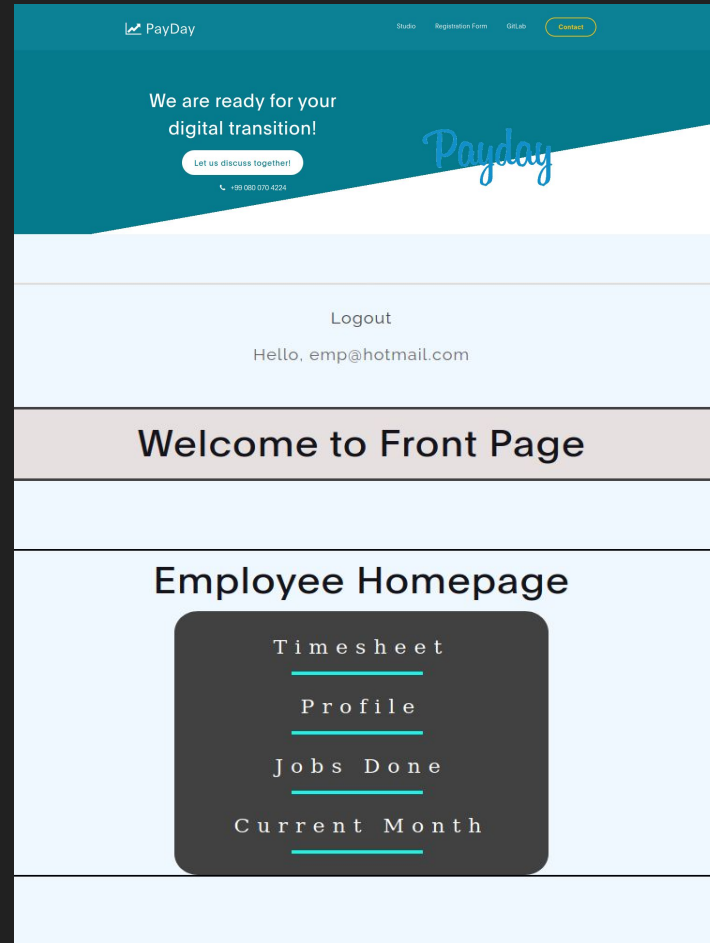 PayDay
Studio Registration Form GitLab Contact
We are ready for your
digital transition!
Let us discuss together!
+99 080 070 4224
Payday
Logout
Hello, emp@hotmail.com
Welcome to Front Page
Employee Homepage
Timesheet
Profile
Jobs Done
Current Month